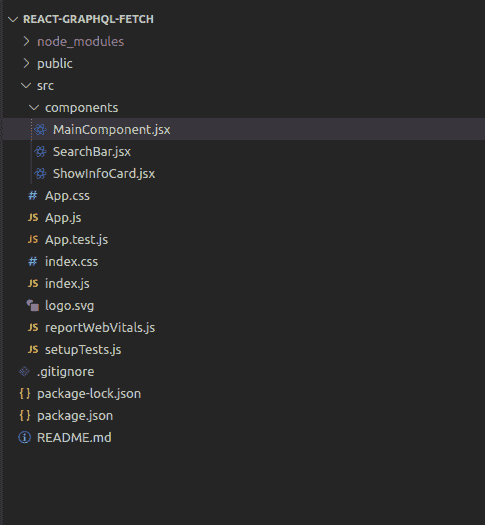 REACT-GRAPHQL-FETCH
node_modules
public
src
components
MainComponent.jsx
SearchBar.jsx
ShowInfoCard.jsx
# App.css
JS App.js
JS App.test.js
# index.css
JS index.js
logo.svg
JS reportWebVitals.js
JS setupTests.js
.gitignore
{} package-lock.json
{} package.json
README.md